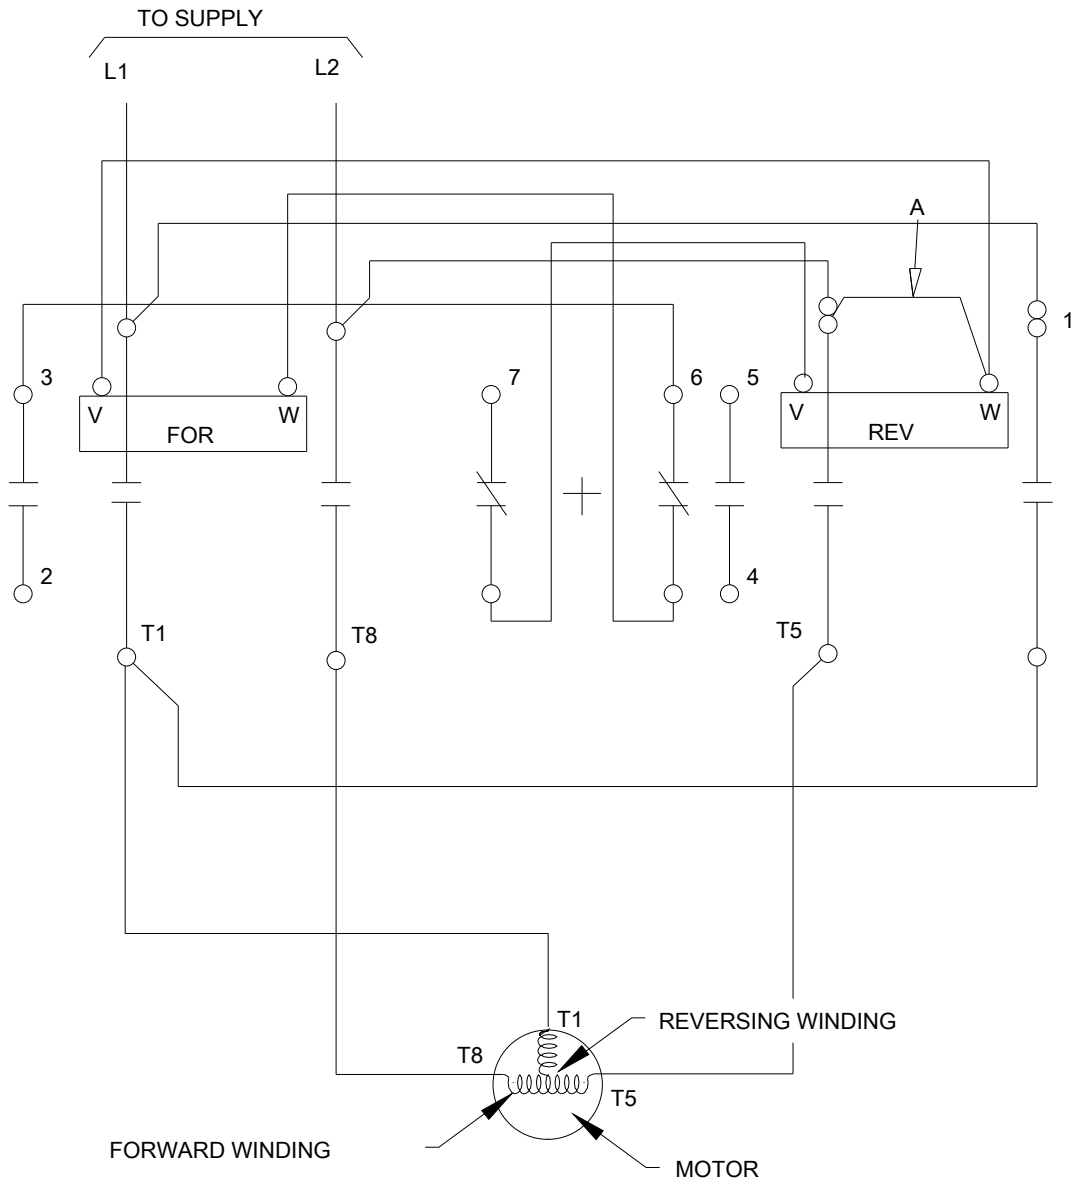 TO SUPPLY
L1 L2
A
1
3 7 6 5
V W V W
FOR REV
2 4
T1 T8 T5
T1 REVERSING WINDING
T8
T5
FORWARD WINDING
MOTOR